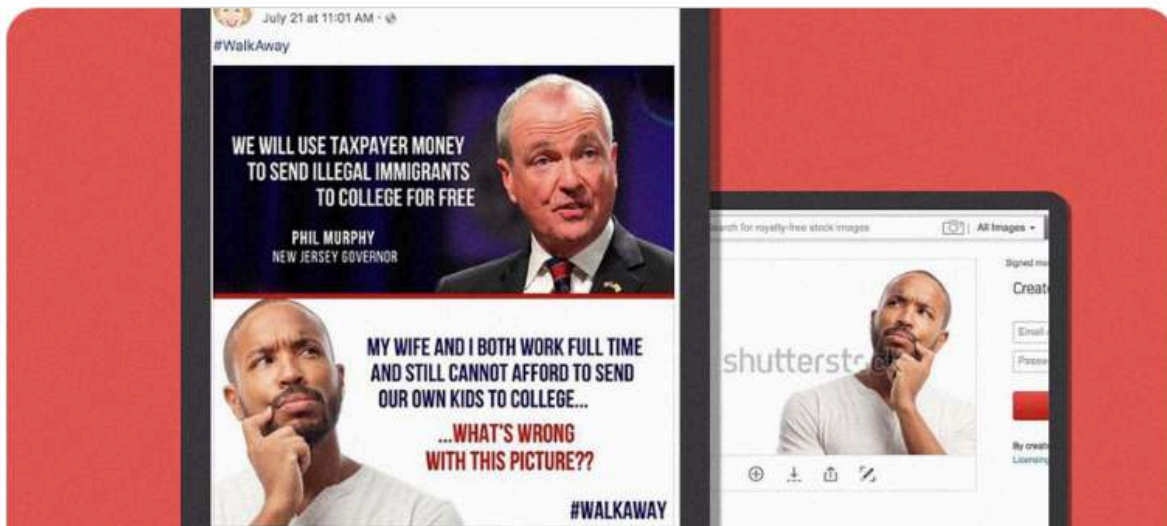 July 21 at 11:01 AM ·
#WalkAway
WE WILL USE TAXPAYER MONEY
TO SEND ILLEGAL IMMIGRANTS
TO COLLEGE FOR FREE
PHIL MURPHY
NEW JERSEY GOVERNOR
MY WIFE AND I BOTH WORK FULL TIME
AND STILL CANNOT AFFORD TO SEND
OUR OWN KIDS TO COLLEGE...
...WHAT'S WRONG
WITH THIS PICTURE??
#WALKAWAY
for royalty-free stock images
All Images
Signed
Create
shutterstock
Email
By
Licensing